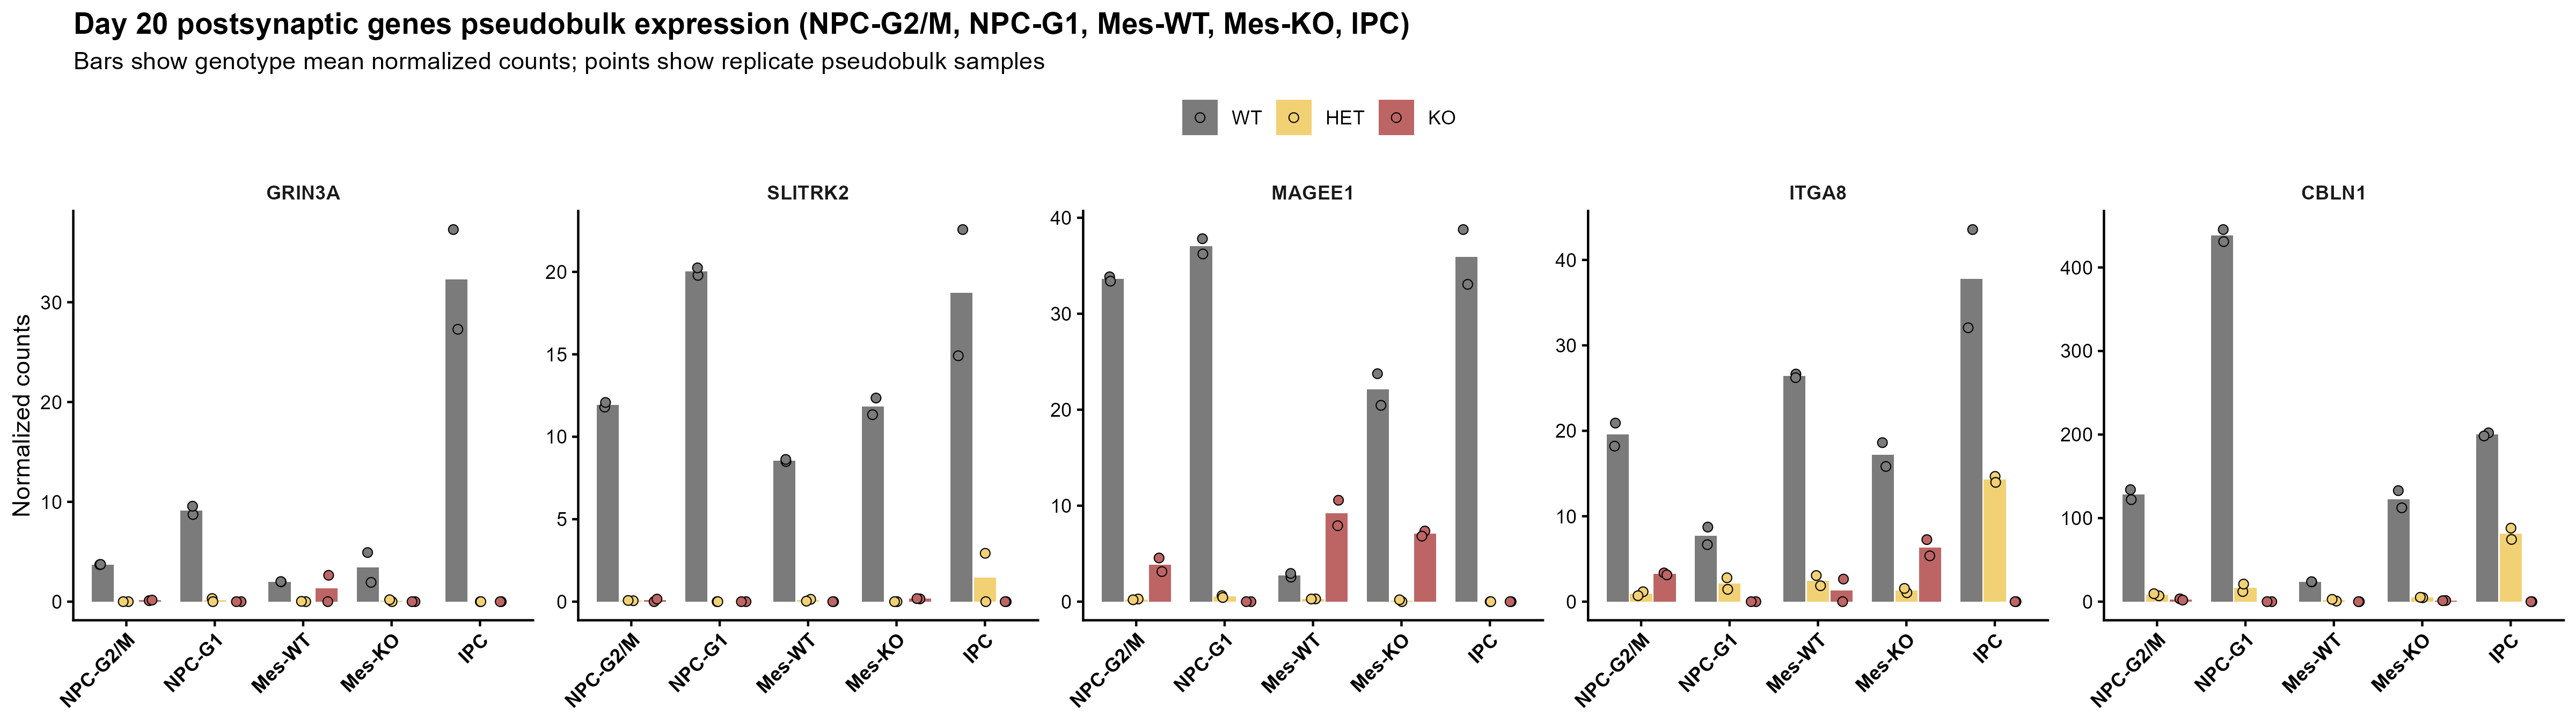 Day 20 postsynaptic genes pseudobulk expression (NPC-G2/M, NPC-G1, Mes-WT, Mes-KO, IPC)
Bars show genotype mean normalized counts; points show replicate pseudobulk samples
WT HET KO
GRIN3A
Normalized counts
30
20
10
0
NPC-G2/M
NPC-G1
Mes-WT
Mes-KO
IPC
SLITRK2
20
15
10
5
0
NPC-G2/M
NPC-G1
Mes-WT
Mes-KO
IPC
MAGEE1
40
30
20
10
0
NPC-G2/M
NPC-G1
Mes-WT
Mes-KO
IPC
ITGA8
40
30
20
10
0
NPC-G2/M
NPC-G1
Mes-WT
Mes-KO
IPC
CBLN1
400
300
200
100
0
NPC-G2/M
NPC-G1
Mes-WT
Mes-KO
IPC